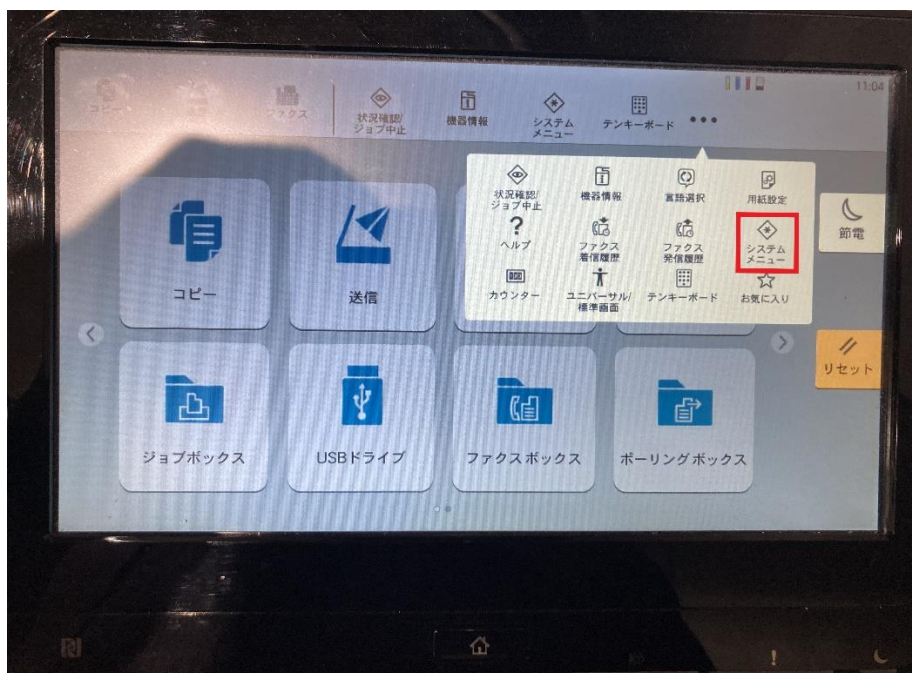 コピー
ファクス
状況確認/
ジョブ中止
機器情報
システム
メニュー
テンキーボード
11:04
状況確認/
ジョブ中止
機器情報
言語選択
用紙設定
ヘルプ
ファクス
着信履歴
ファクス
発信履歴
システム
メニュー
カウンター
ユニバーサル/
標準画面
テンキーボード
お気に入り
節電
コピー
送信
リセット
ジョブボックス
USBドライブ
ファクスボックス
ポーリングボックス